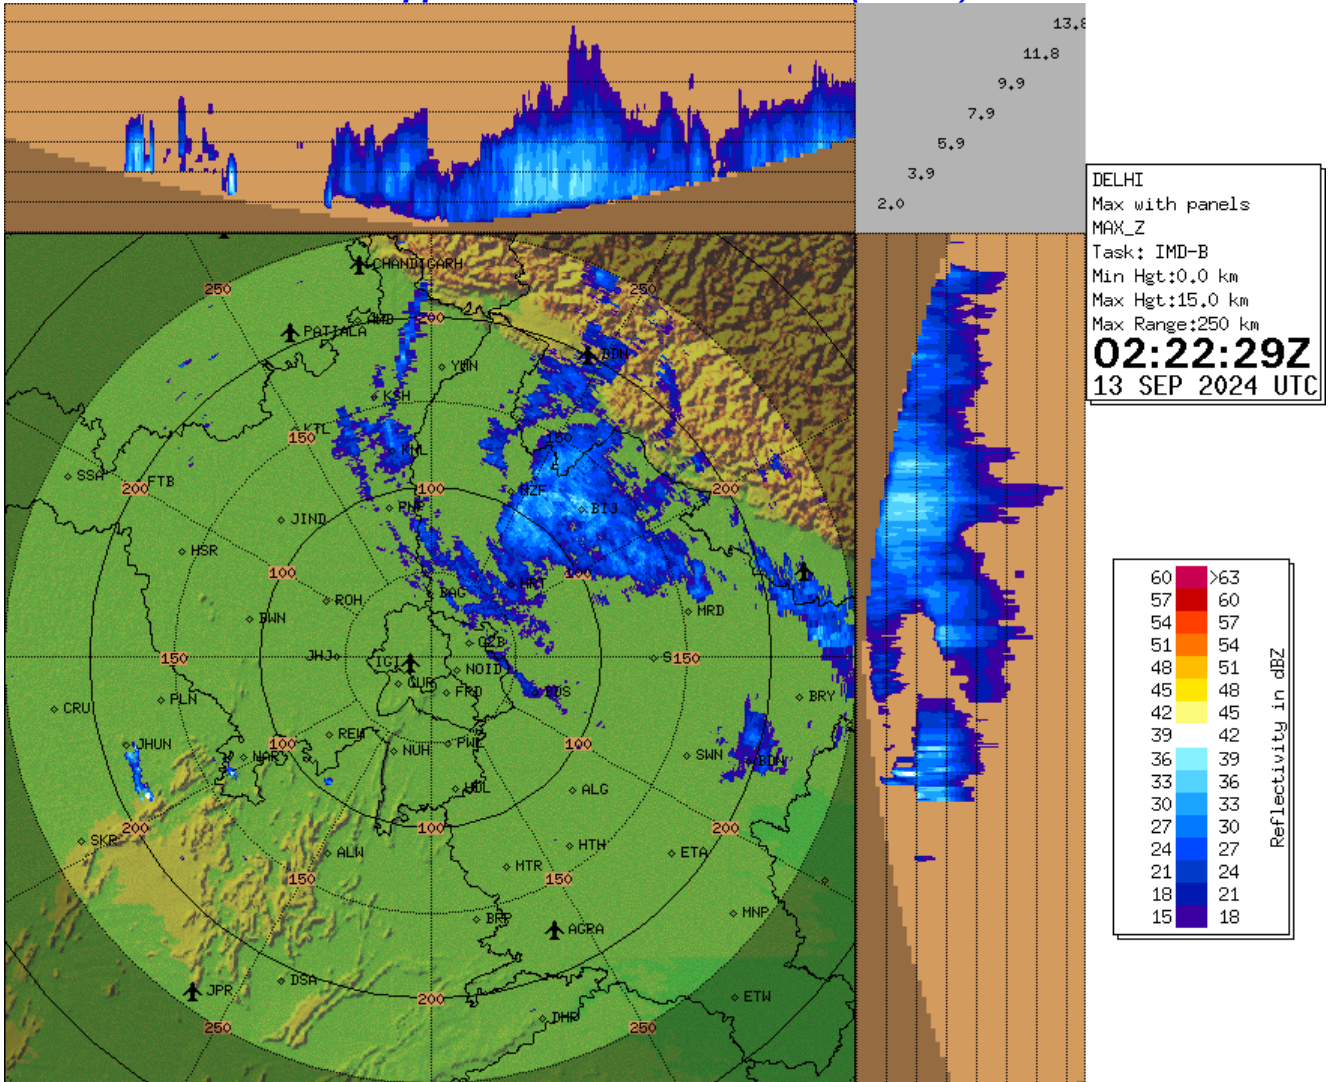 13.8
11.8
9.9
7.9
5.9
3.9
2.0
DELHI
Max with panels
MAX_Z
Task: IMD-B
Min Hgt:0.0 km
Max Hgt:15.0 km
Max Range:250 km
02:22:29Z
13 SEP 2024 UTC
CHANDIGARH
250
250
AMB
200
PATIALA
DDN
YMN
KSH
KTL
150
150
KNL
SSA
FTB
200
100
MZF
200
PNP
BIJ
JIND
HSR
100
100
MRT
BAG
ROH
MRD
BWN
GZB
JHJ
150
IGI
NOID
S
150
GUR
FRD
BDS
PLN
CRU
BRY
REW
100
PWL
100
JHUN
NUH
NAR
SWN
BDN
HDL
ALG
200
100
200
SKR
ALW
HTH
ETA
MTR
150
150
BRP
MNP
AGRA
DSA
JPR
200
ETW
DHR
250
250
60 >63
57 60
54 57
51 54
48 51
45 48
42 45
39 42
36 39
33 36
30 33
27 30
24 27
21 24
18 21
15 18
Reflectivity in dBZ